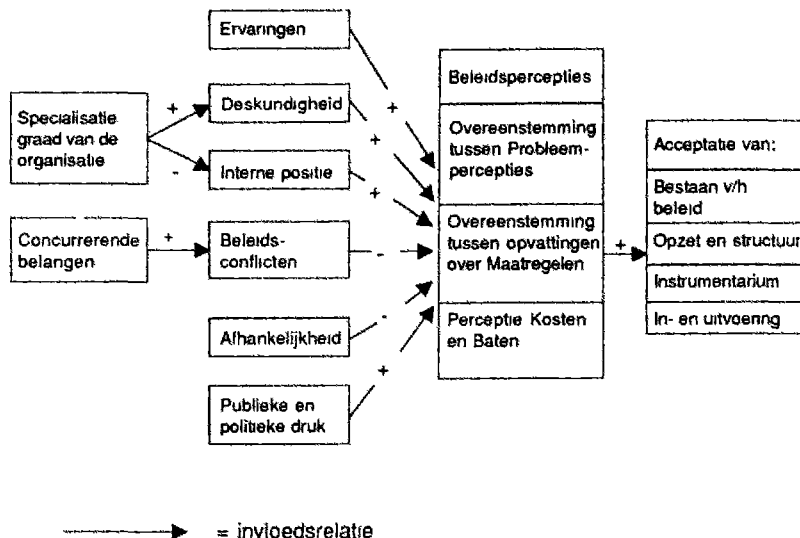 Ervaringen
Specialisatie
graad van de
organisatie
+
-
Deskundigheid
Interne positie
Concurrerende
belangen
+
Beleids-
conflicten
Afhankelijkheid
Publieke en
politieke druk
+
+
+
-
-
+
Beleidspercepties
Overeenstemming
tussen Probleem-
percepties
Overeenstemming
tussen opvattingen
over Maatregelen
Perceptie Kosten
en Baten
+
Acceptatie van:
Bestaan v/h
beleid
Opzet en structuur
Instrumentarium
In- en uitvoering
= invloedsrelatie